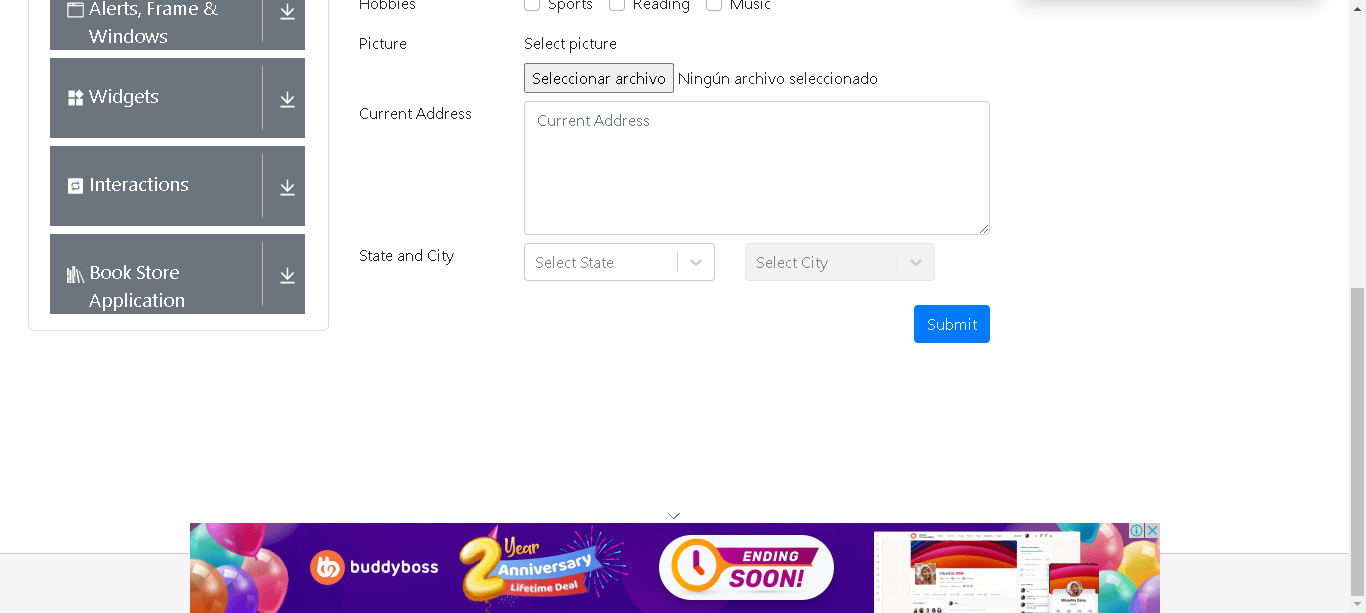 Alerts, Frame &
Windows
Widgets
Interactions
Book Store
Application
Hobbies
Sports Reading Music
Picture
Select picture
Seleccionar archivo Ningún archivo seleccionado
Current Address
Current Address
State and City
Select State
Select City
Submit
buddyboss
2 Year
Anniversary
Lifetime Deal
ENDING
SOON!